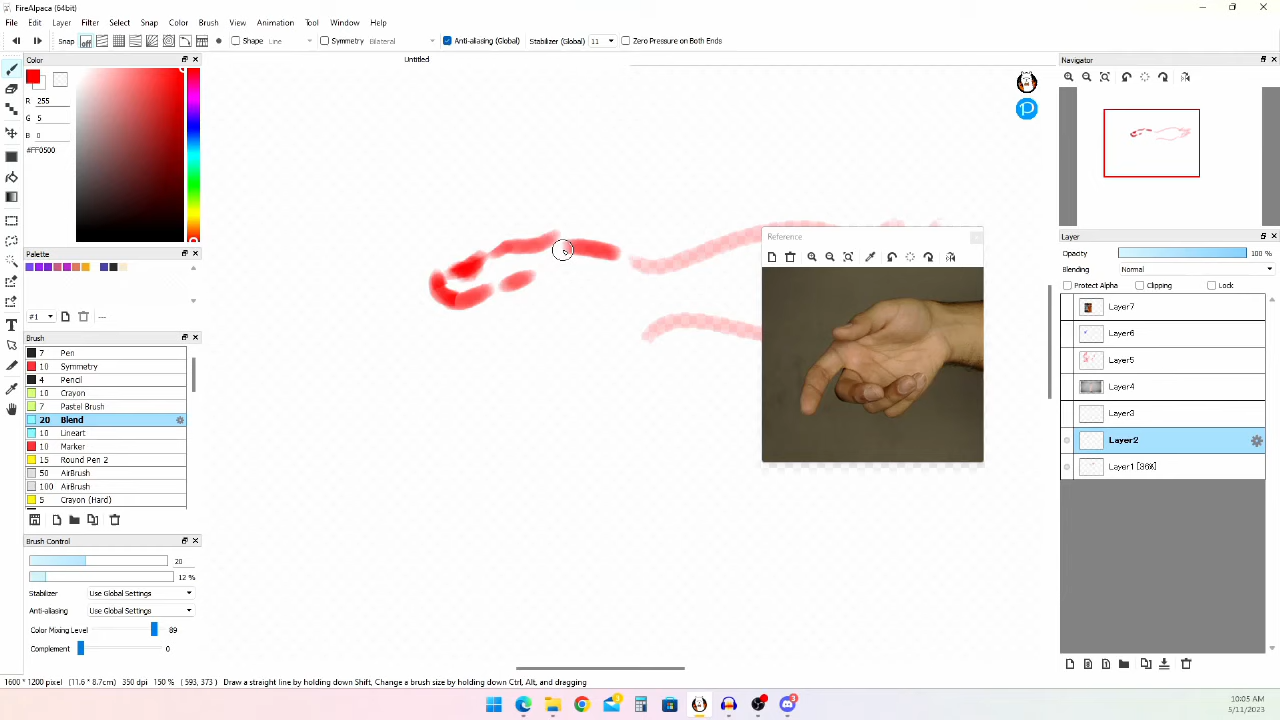 FireAlpaca (64bit)
File Edit Layer Filter Select Snap Color Brush View Animation Tool Window Help
Snap off Shape Line Symmetry Bilateral Anti-aliasing (Global) Stabilizer (Global) 11 Zero Pressure on Both Ends
Color
R 255
G 5
B 0
#FF0500
Palette
#1 ---
Brush
7 Pen
10 Symmetry
4 Pencil
10 Crayon
7 Pastel Brush
20 Blend
10 Lineart
10 Marker
15 Round Pen 2
50 AirBrush
100 AirBrush
5 Crayon (Hard)
Brush Control
20
12 %
Stabilizer Use Global Settings
Anti-aliasing Use Global Settings
Color Mixing Level 89
Complement 0
Untitled
Reference
Navigator
Layer
Opacity 100 %
Blending Normal
Protect Alpha Clipping Lock
Layer7
Layer6
Layer5
Layer4
Layer3
Layer2
Layer1 [36%]
1600 * 1200 pixel (11.6 * 8.7cm) 350 dpi 150 % (593, 373) Draw a straight line by holding down Shift, Change a brush size by holding down Ctrl, Alt, and dragging
3
3
10:05 AM
5/11/2023